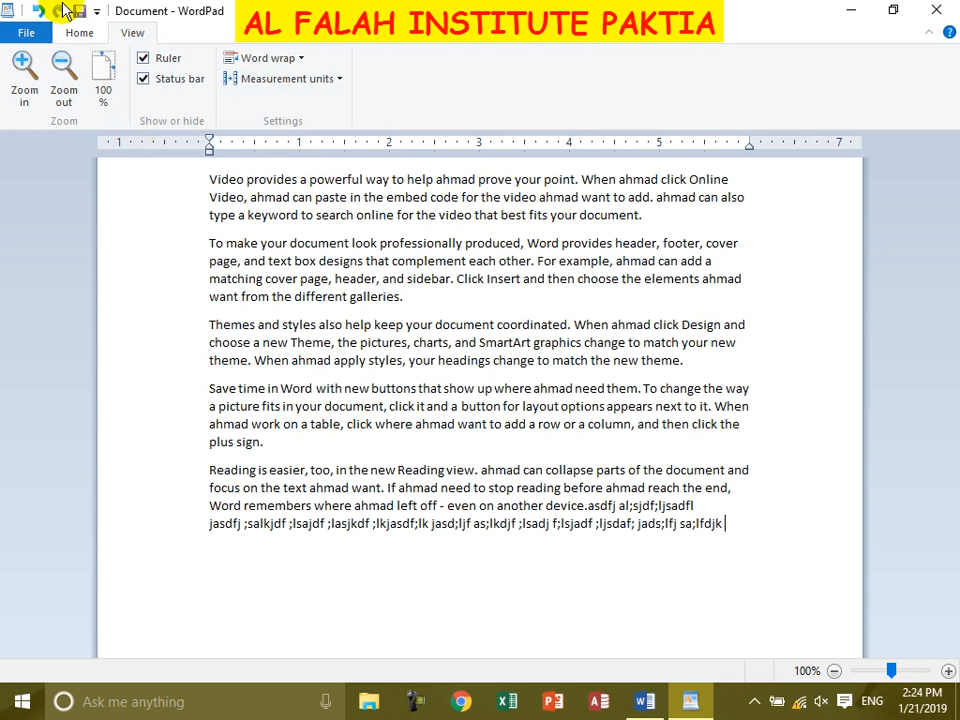 Document - WordPad
AL FALAH INSTITUTE PAKTIA
File
Home
View
Zoom in
Zoom out
100 %
Ruler
Status bar
Word wrap
Measurement units
Zoom
Show or hide
Settings
1 1 2 3 4 5 7
Video provides a powerful way to help ahmad prove your point. When ahmad click Online
Video, ahmad can paste in the embed code for the video ahmad want to add. ahmad can also
type a keyword to search online for the video that best fits your document.
To make your document look professionally produced, Word provides header, footer, cover
page, and text box designs that complement each other. For example, ahmad can add a
matching cover page, header, and sidebar. Click Insert and then choose the elements ahmad
want from the different galleries.
Themes and styles also help keep your document coordinated. When ahmad click Design and
choose a new Theme, the pictures, charts, and SmartArt graphics change to match your new
theme. When ahmad apply styles, your headings change to match the new theme.
Save time in Word with new buttons that show up where ahmad need them. To change the way
a picture fits in your document, click it and a button for layout options appears next to it. When
ahmad work on a table, click where ahmad want to add a row or a column, and then click the
plus sign.
Reading is easier, too, in the new Reading view. ahmad can collapse parts of the document and
focus on the text ahmad want. If ahmad need to stop reading before ahmad reach the end,
Word remembers where ahmad left off - even on another device.asdfj al;sjdf;ljsadfl
jasdfj ;salkjdf ;lsajdf ;lasjkdf ;lkjasdf;lk jasd;ljf as;lkdjf ;lsadj f;lsjadf ;ljsdaf; jads;lfj sa;lfdjk
100%
Ask me anything
ENG
2:24 PM
1/21/2019